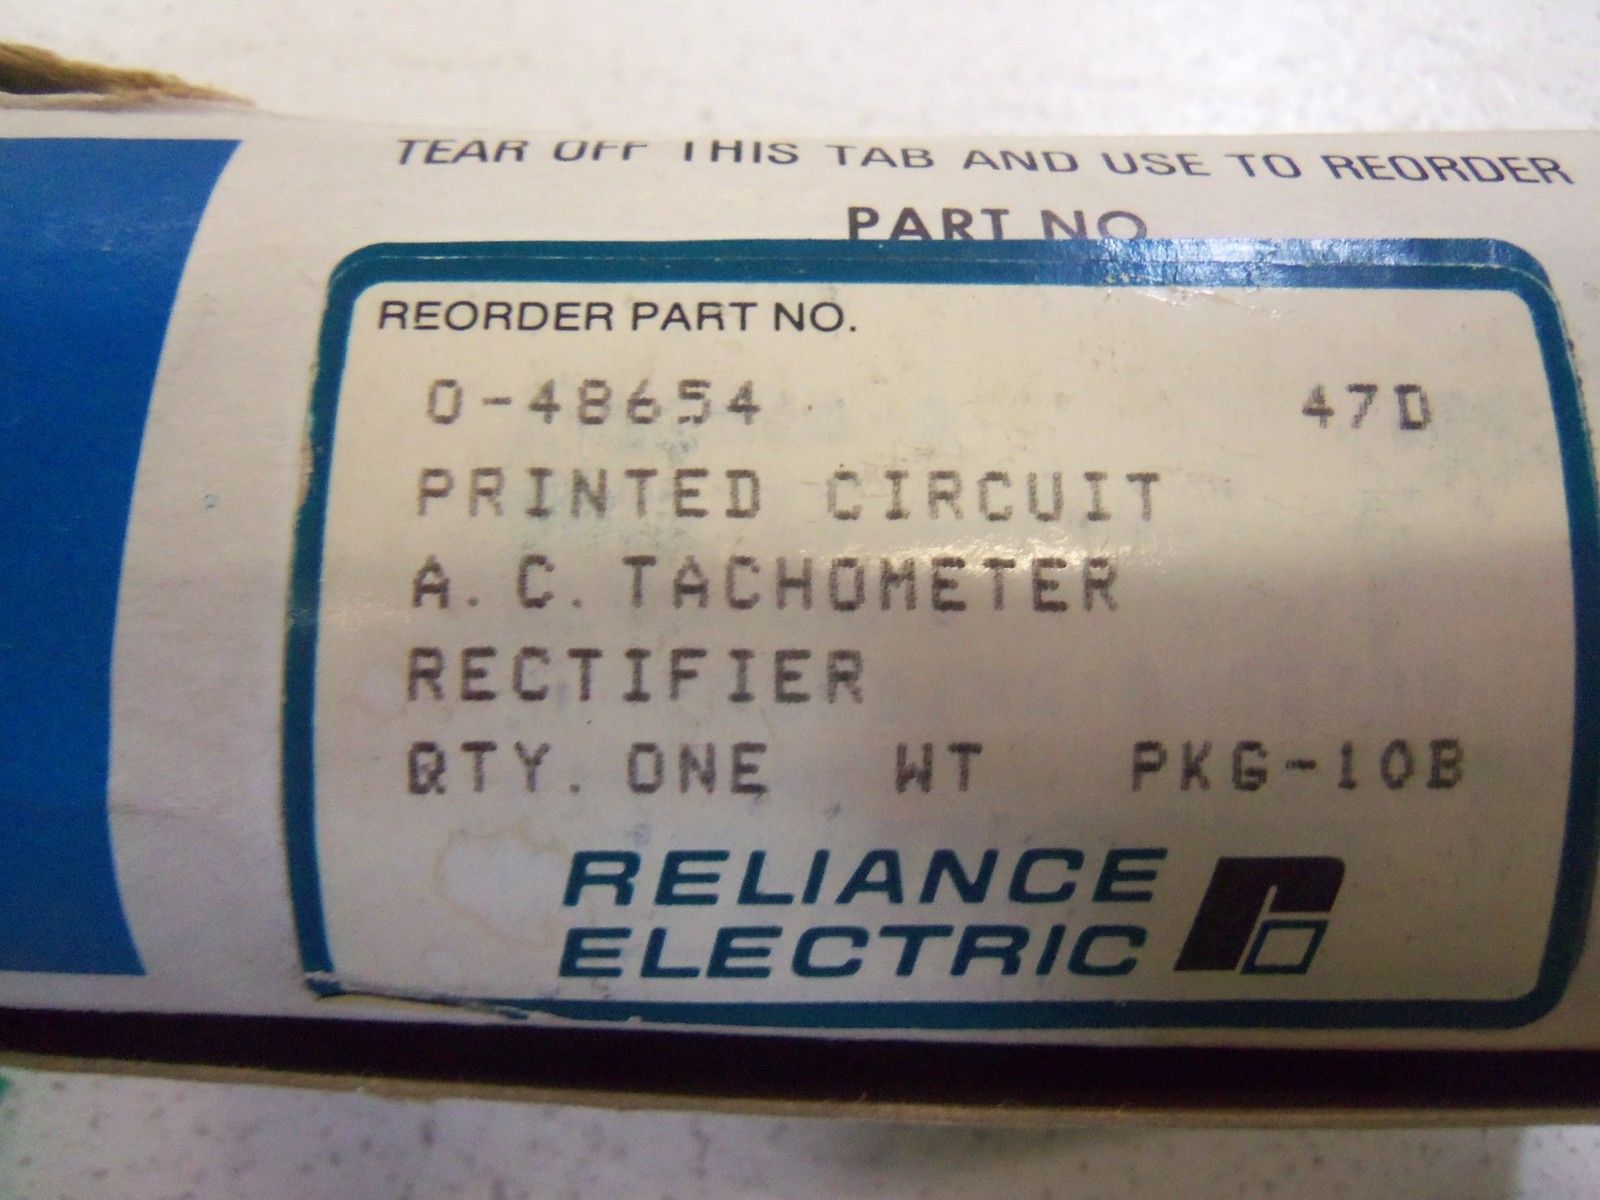 TEAR OFF THIS TAB AND USE TO REORDER
PART NO
REORDER PART NO.
0-48654 47D
PRINTED CIRCUIT
A.C. TACHOMETER
RECTIFIER
QTY. ONE WT PKG-10B
RELIANCE
ELECTRIC